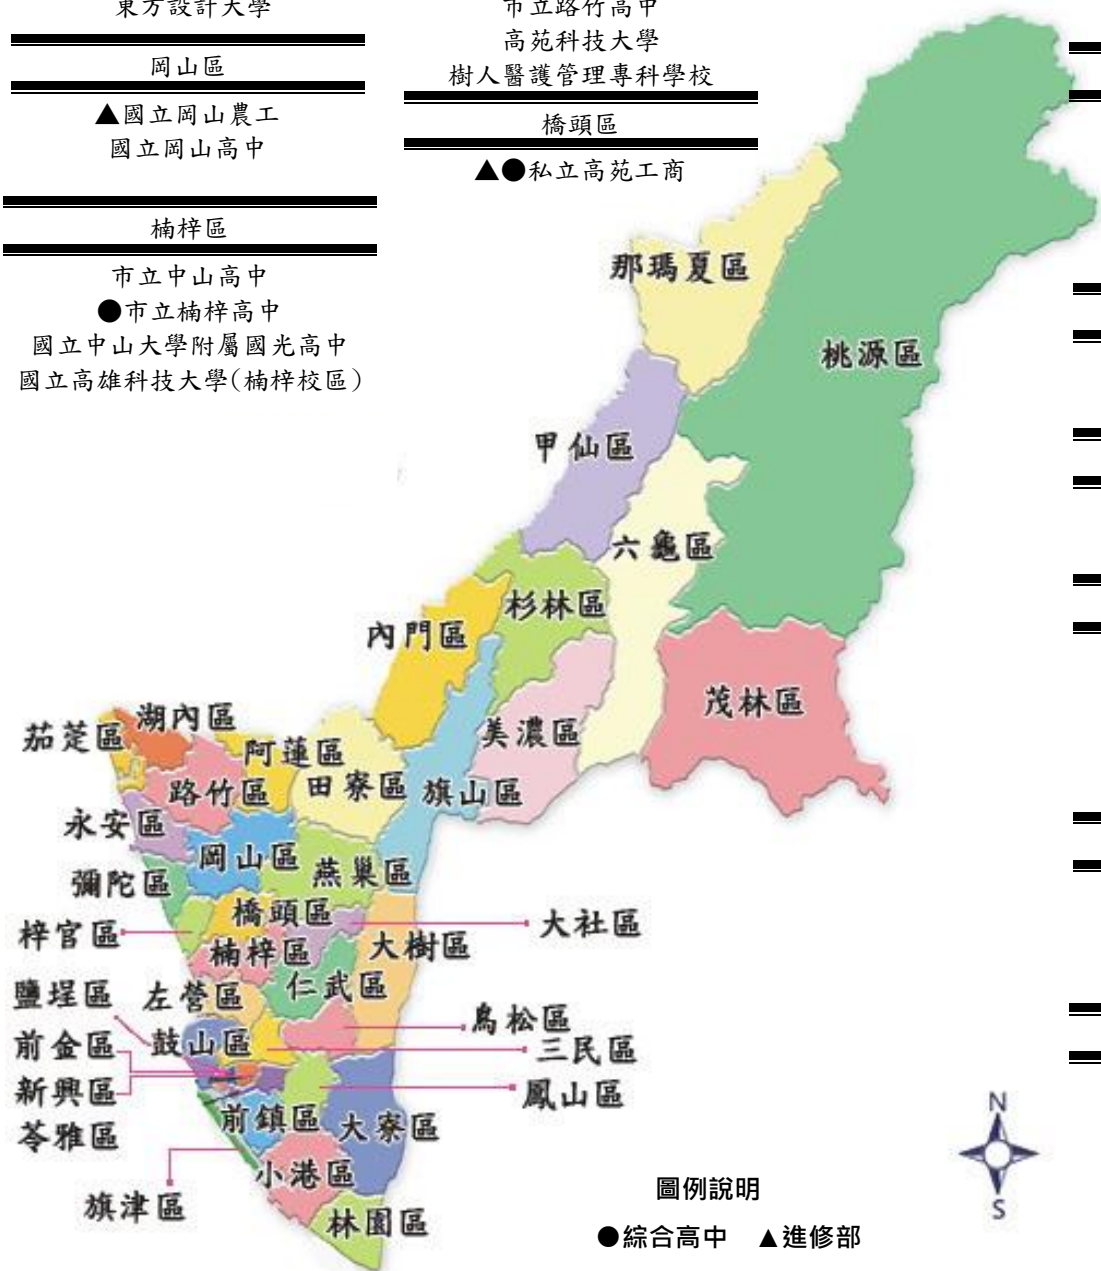 東方設計大學
岡山區
▲國立岡山農工
國立岡山高中
楠梓區
市立中山高中
●市立楠梓高中
國立中山大學附屬國光高中
國立高雄科技大學(楠梓校區)
市立路竹高中
高苑科技大學
樹人醫護管理專科學校
橋頭區
▲●私立高苑工商
那瑪夏區
桃源區
甲仙區
六龜區
杉林區
內門區
茂林區
美濃區
湖內區
茄萣區
阿蓮區
田寮區
旗山區
路竹區
永安區
岡山區
燕巢區
彌陀區
橋頭區
大社區
梓官區
楠梓區
大樹區
仁武區
鹽埕區
左營區
鳥松區
前金區
鼓山區
三民區
新興區
鳳山區
苓雅區
前鎮區
大寮區
小港區
旗津區
林園區
N
S
圖例說明
●綜合高中 ▲進修部